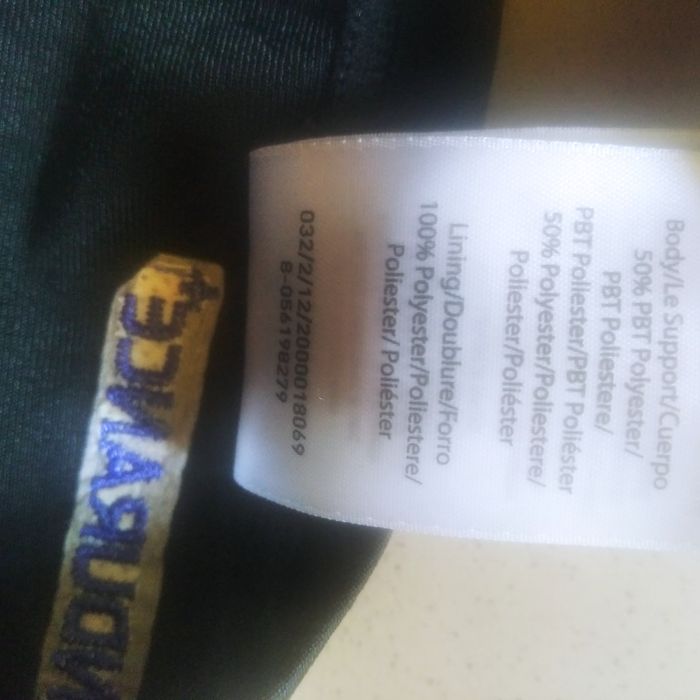 Body/Le Support/Cuerpo
50% PBT Polyester/
PBT Poliestere/
PBT Poliester/PBT Poliéster
50% Polyester/Poliestere/
Poliester/Poliéster
Lining/Doublure/Forro
100% Polyester/Poliestere/
Poliester/ Poliéster
032/2/12/2000018069
8-056198279
NDURANCE+